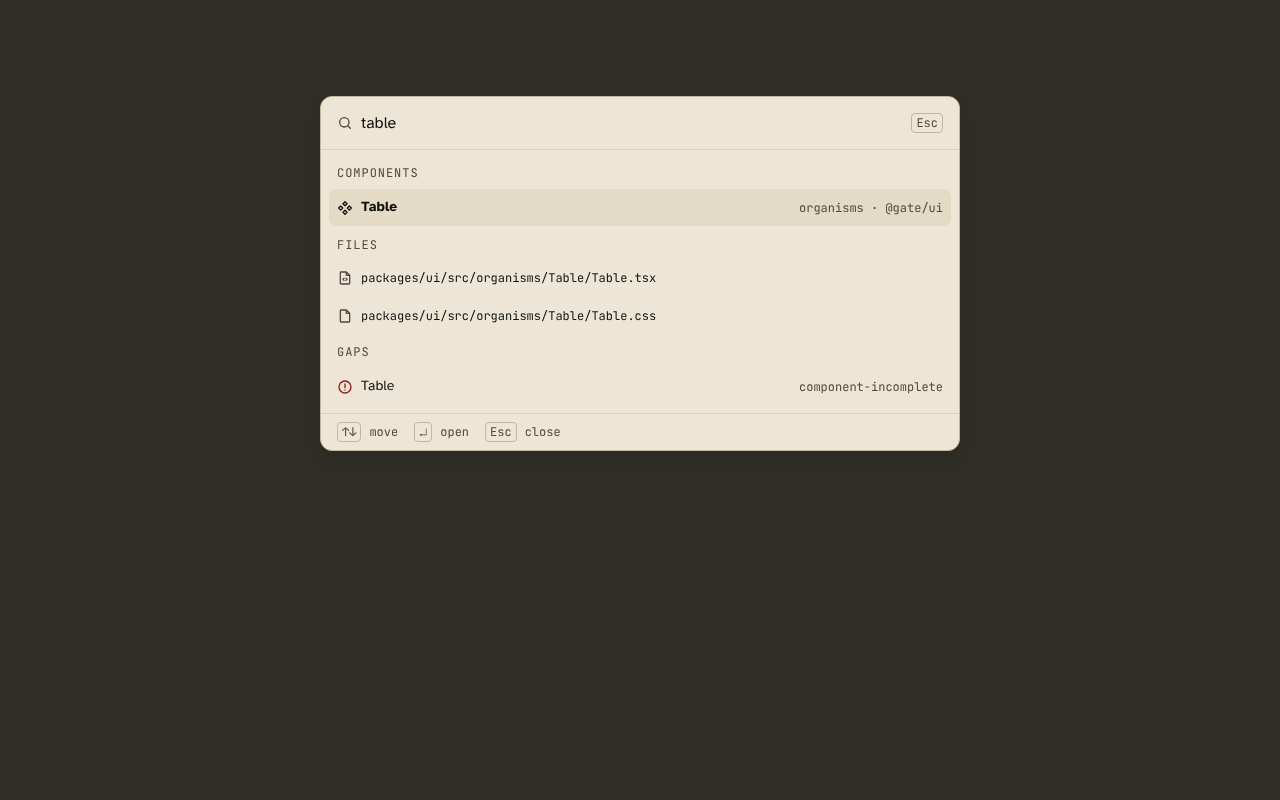 table Esc
COMPONENTS
Table organisms · @gate/ui
FILES
packages/ui/src/organisms/Table/Table.tsx
packages/ui/src/organisms/Table/Table.css
GAPS
Table component-incomplete
↑↓ move ↵ open Esc close